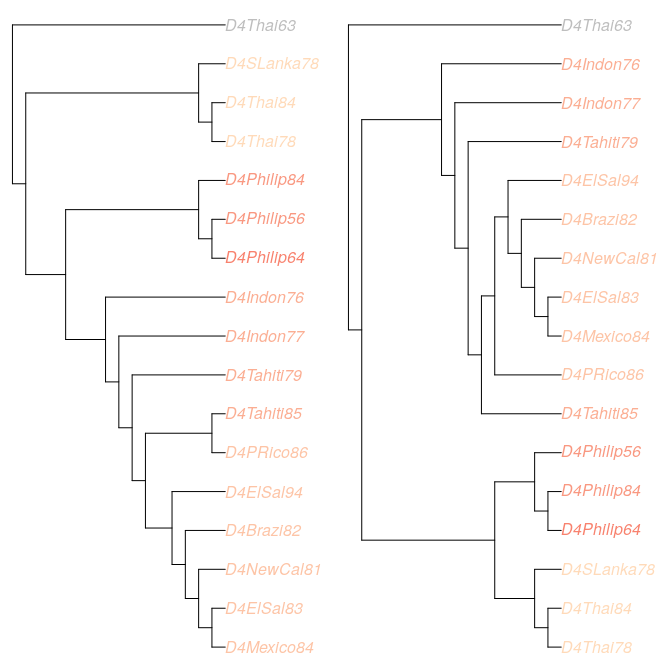 D4Thai63
D4SLanka78
D4Thai84
D4Thai78
D4Philip84
D4Philip56
D4Philip64
D4Indon76
D4Indon77
D4Tahiti79
D4Tahiti85
D4PRico86
D4ElSal94
D4Brazi82
D4NewCal81
D4ElSal83
D4Mexico84
D4Thai63
D4Indon76
D4Indon77
D4Tahiti79
D4ElSal94
D4Brazi82
D4NewCal81
D4ElSal83
D4Mexico84
D4PRico86
D4Tahiti85
D4Philip56
D4Philip84
D4Philip64
D4SLanka78
D4Thai84
D4Thai78